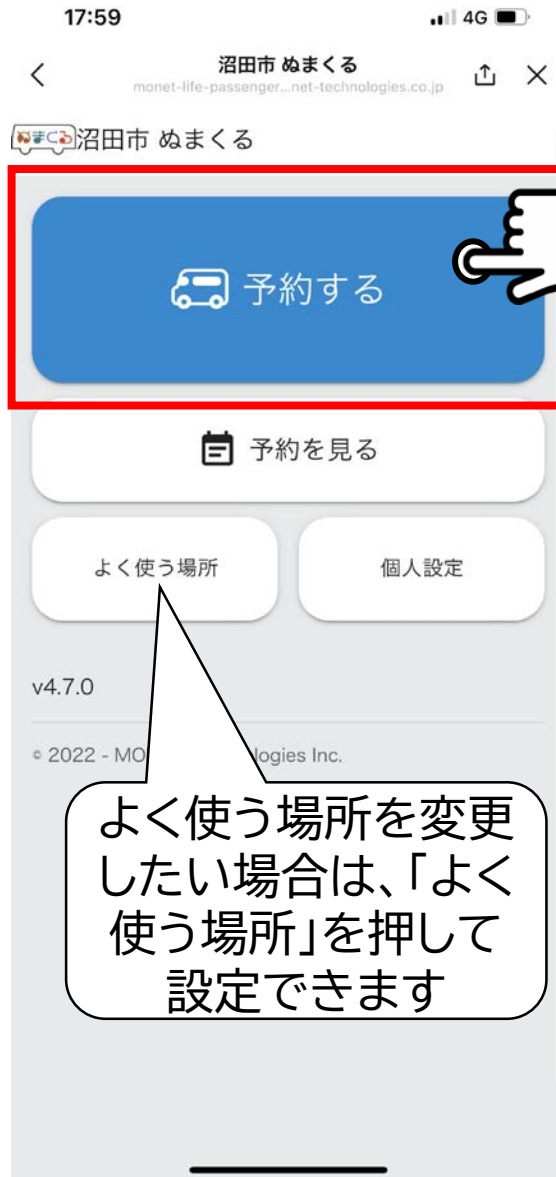 17:59
4G
沼田市 ぬまくる
monet-life-passenger...net-technologies.co.jp
ぬまくる 沼田市 ぬまくる
予約する
予約を見る
よく使う場所
個人設定
v4.7.0
© 2022 - MO logies Inc.
よく使う場所を変更
したい場合は、「よく
使う場所」を押して
設定できます